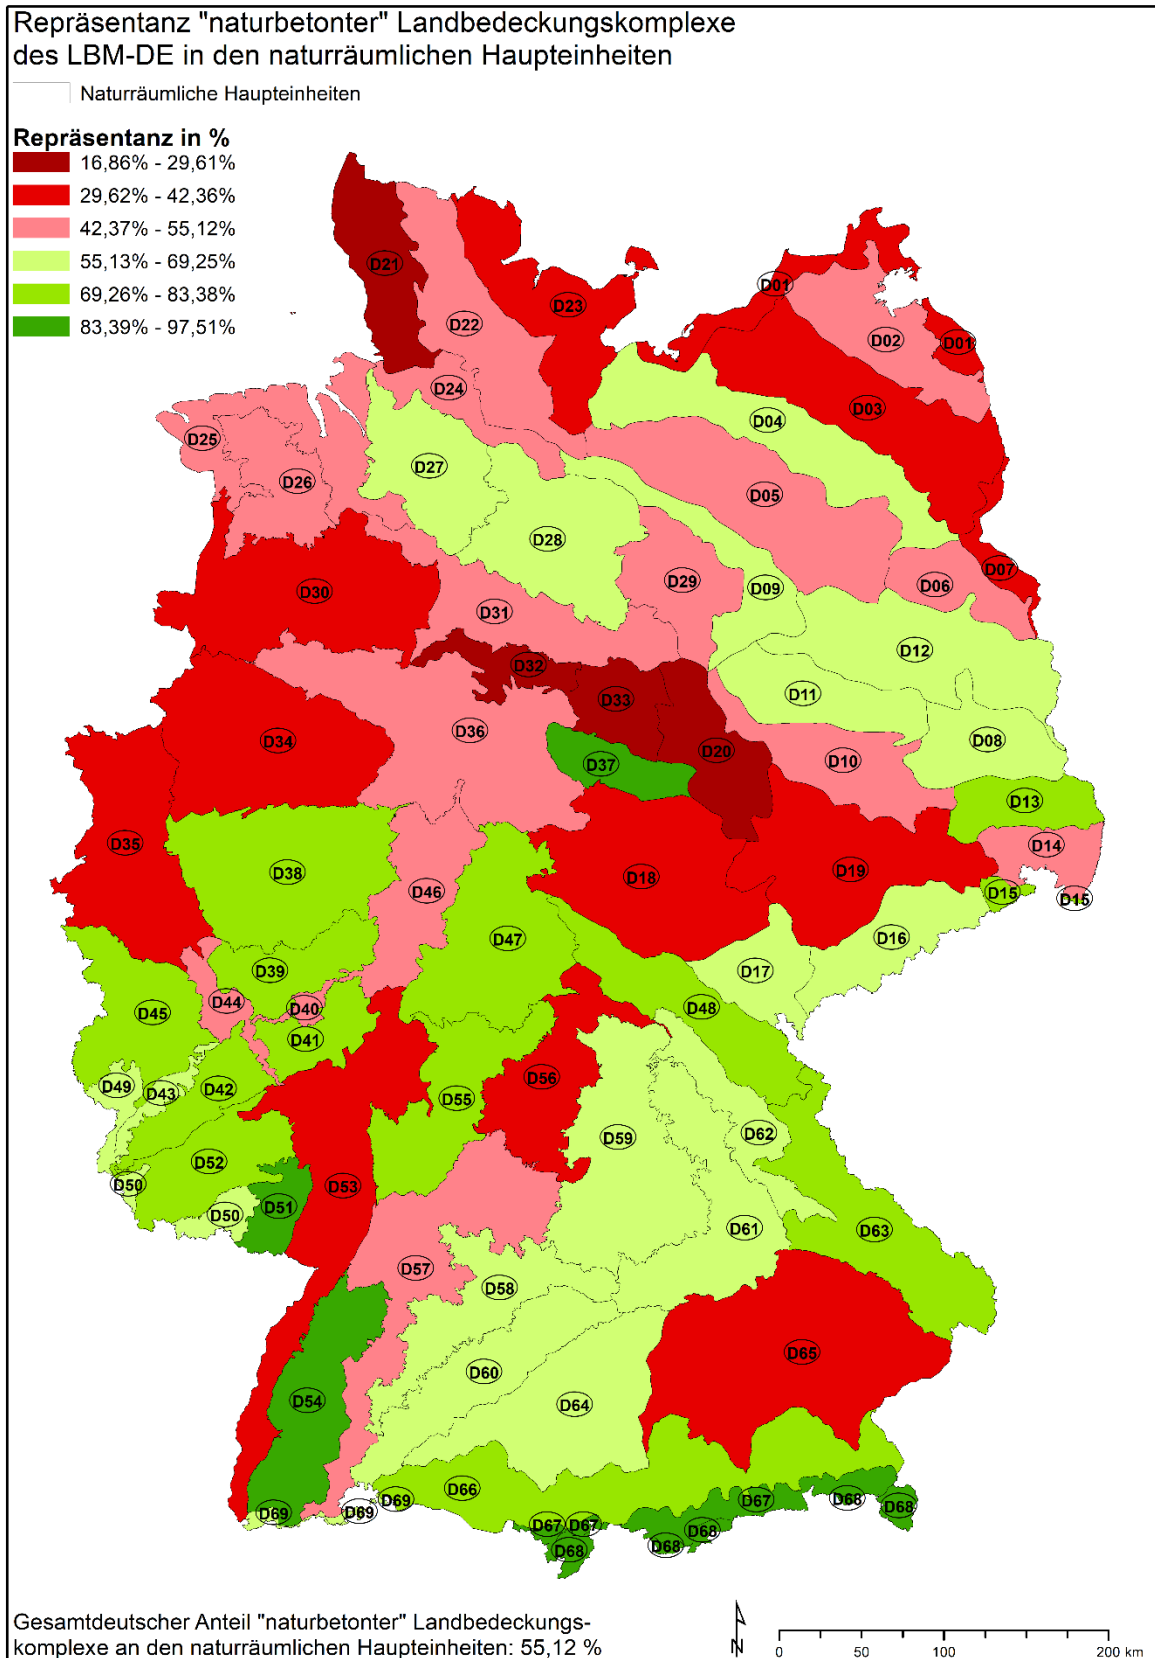 Repräsentanz "naturbetonter" Landbedeckungskomplexe
des LBM-DE in den naturräumlichen Haupteinheiten
Naturräumliche Haupteinheiten
Repräsentanz in %
16,86% - 29,61%
29,62% - 42,36%
42,37% - 55,12%
55,13% - 69,25%
69,26% - 83,38%
83,39% - 97,51%
D21
D01
D23
D22
D02
D01
D24
D03
D04
D25
D27
D26
D05
D28
D07
D29
D06
D09
D30
D31
D12
D32
D11
D33
D36
D34
D08
D20
D10
D37
D13
D35
D14
D38
D18
D19
D46
D15
D15
D47
D16
D39
D17
D44
D40
D48
D45
D41
D56
D49
D43
D42
D55
D62
D59
D52
D50
D53
D51
D50
D61
D63
D57
D58
D65
D60
D54
D64
D66
D69
D67
D68
D68
D69
D69
D67
D67
D68
D68
D68
Gesamtdeutscher Anteil "naturbetonter" Landbedeckungs-
komplexe an den naturräumlichen Haupteinheiten: 55,12 %
N
0 50 100 200 km